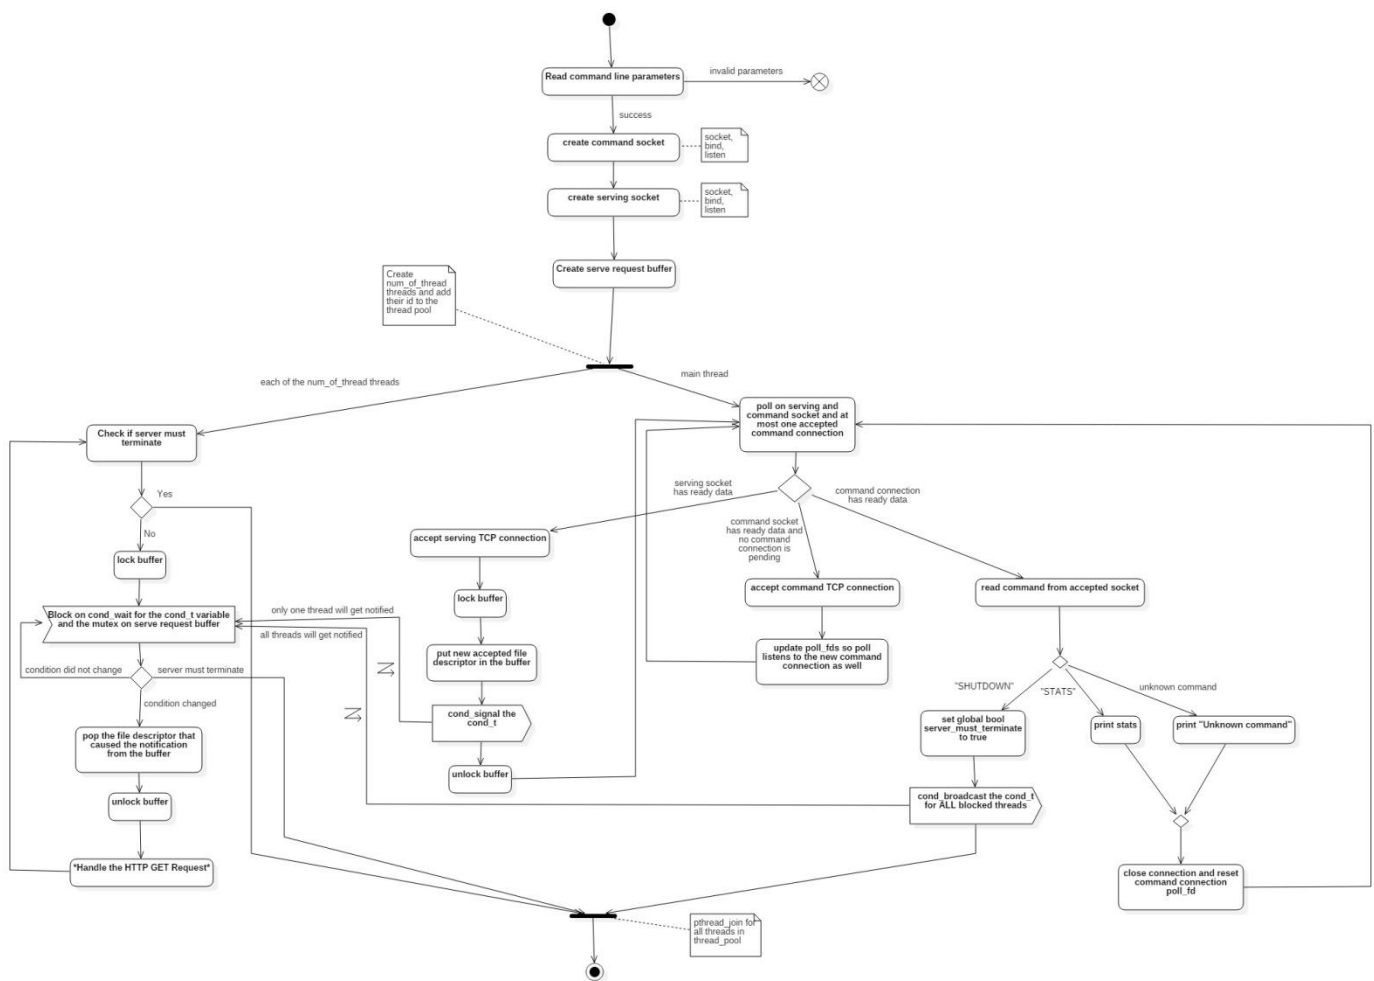 Read command line parameters
invalid parameters
success
create command socket
socket,
bind,
listen
create serving socket
socket,
bind,
listen
Create serve request buffer
Create
num_of_thread
threads and add
their id to the
thread pool
each of the num_of_thread threads
main thread
poll on serving and
command socket and at
most one accepted
command connection
Check if server must
terminate
Yes
No
lock buffer
Block on cond_wait for the cond_t variable
and the mutex on serve request buffer
condition did not change
server must terminate
condition changed
pop the file descriptor that
caused the notification
from the buffer
unlock buffer
*Handle the HTTP GET Request*
serving socket
has ready data
command socket
has ready data and
no command
connection is
pending
command connection
has ready data
accept serving TCP connection
lock buffer
only one thread will get notified
all threads will get notified
put new accepted file
descriptor in the buffer
cond_signal the
cond_t
unlock buffer
accept command TCP connection
update poll_fds so poll
listens to the new command
connection as well
read command from accepted socket
"SHUTDOWN"
"STATS"
unknown command
set global bool
server_must_terminate
to true
print stats
print "Unknown command"
cond_broadcast the cond_t
for ALL blocked threads
close connection and reset
command connection
poll_fd
pthread_join for
all threads in
thread_pool